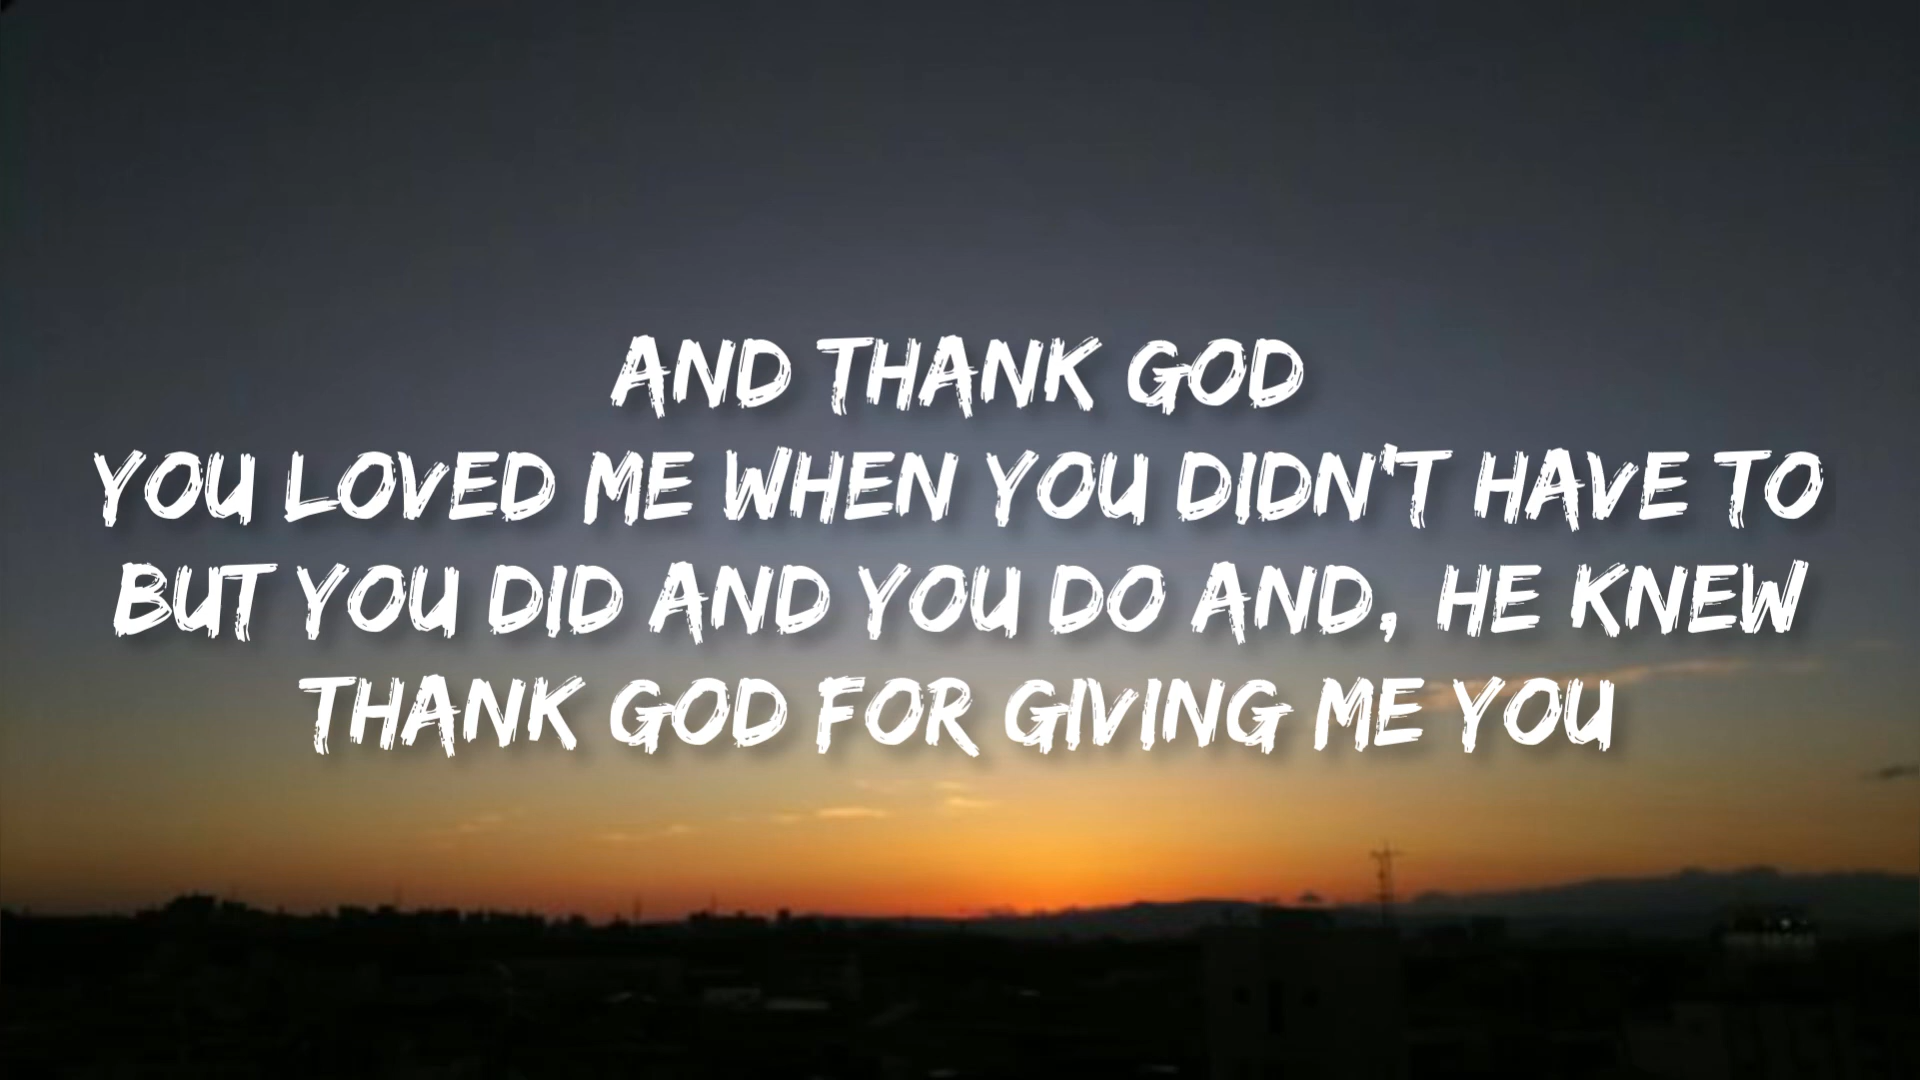 AND THANK GOD
YOU LOVED ME WHEN YOU DIDN'T HAVE TO
BUT YOU DID AND YOU DO AND, HE KNEW
THANK GOD FOR GIVING ME YOU